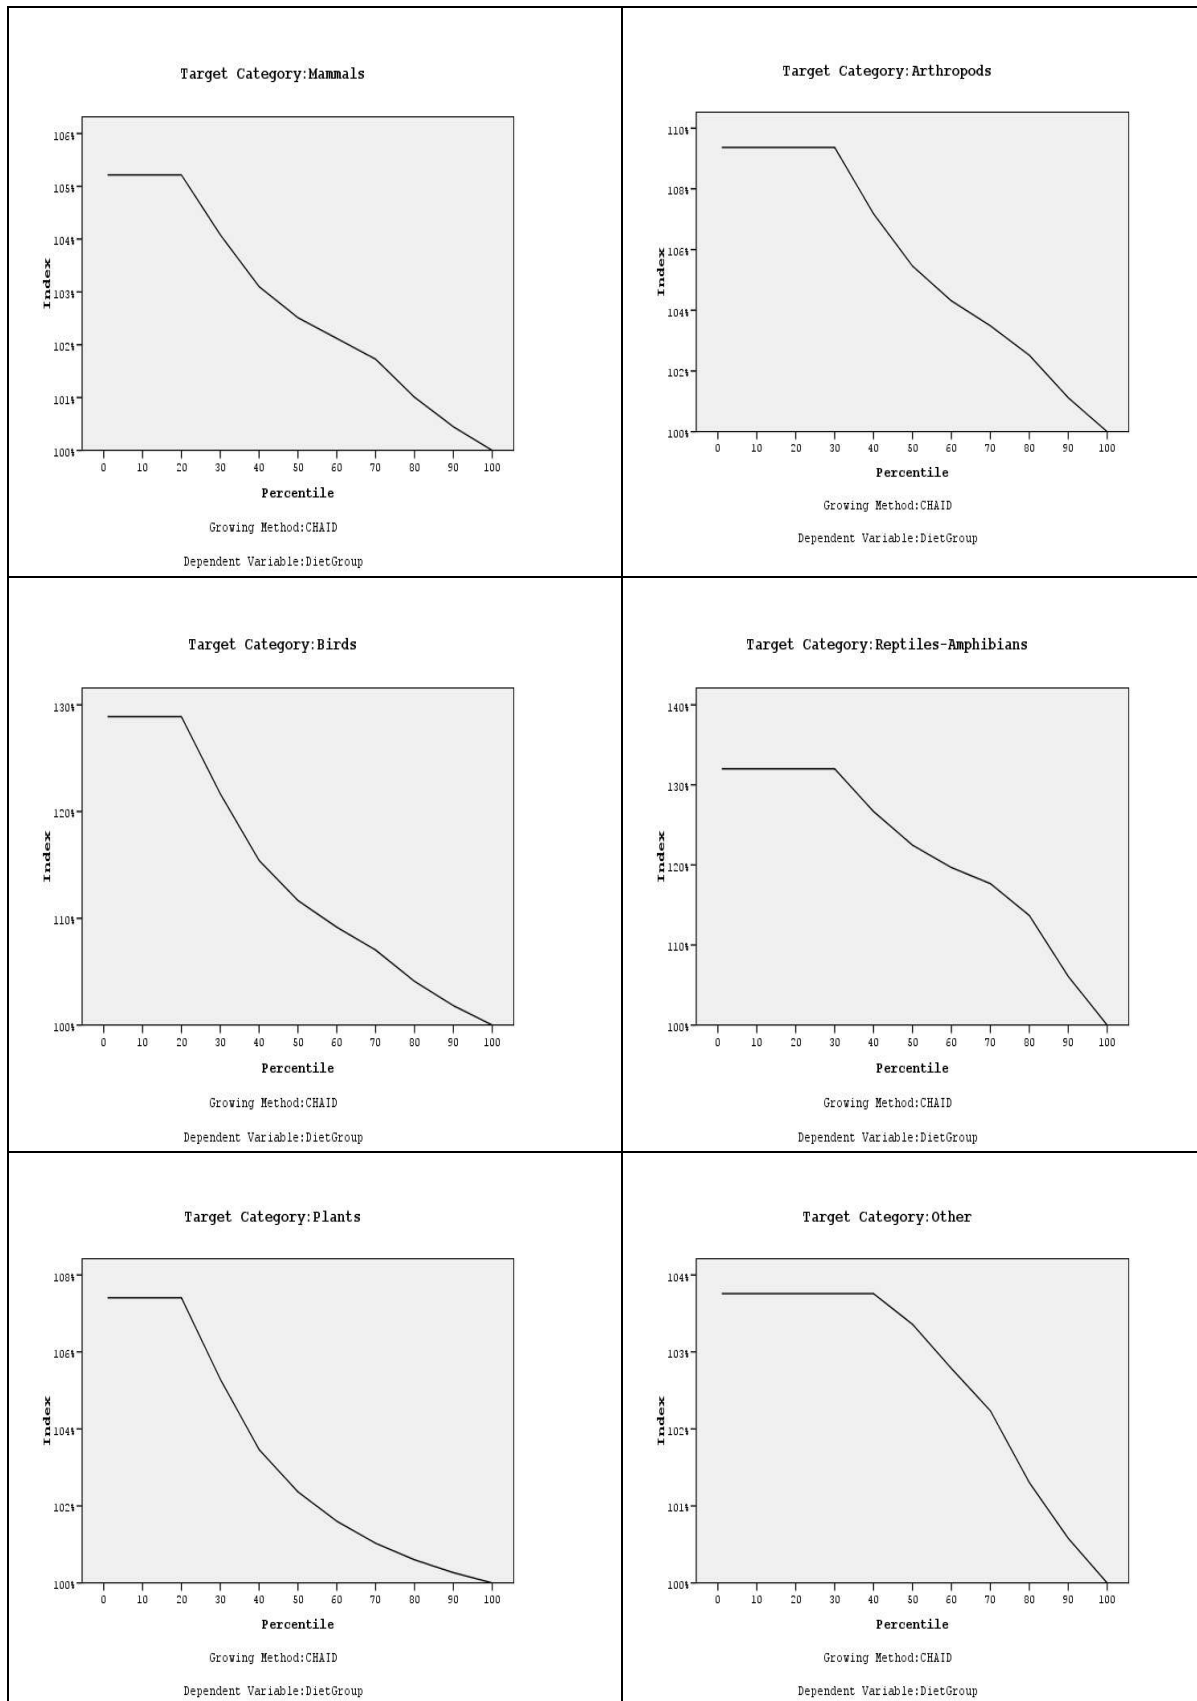 Target Category:Mammals
106%
105%
104%
103%
102%
101%
100%
Index
0 10 20 30 40 50 60 70 80 90 100
Percentile
Growing Method:CHAID
Dependent Variable:DietGroup
Target Category:Arthropods
110%
108%
106%
104%
102%
100%
Index
0 10 20 30 40 50 60 70 80 90 100
Percentile
Growing Method:CHAID
Dependent Variable:DietGroup
Target Category:Birds
130%
120%
110%
100%
Index
0 10 20 30 40 50 60 70 80 90 100
Percentile
Growing Method:CHAID
Dependent Variable:DietGroup
Target Category:Reptiles-Amphibians
140%
130%
120%
110%
100%
Index
0 10 20 30 40 50 60 70 80 90 100
Percentile
Growing Method:CHAID
Dependent Variable:DietGroup
Target Category:Plants
108%
106%
104%
102%
100%
Index
0 10 20 30 40 50 60 70 80 90 100
Percentile
Growing Method:CHAID
Dependent Variable:DietGroup
Target Category:Other
104%
103%
102%
101%
100%
Index
0 10 20 30 40 50 60 70 80 90 100
Percentile
Growing Method:CHAID
Dependent Variable:DietGroup